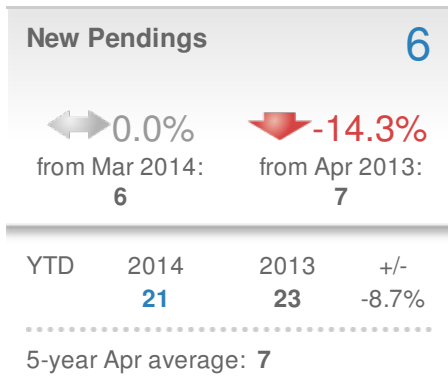 New Pendings 6
0.0% -14.3%
from Mar 2014: from Apr 2013:
6 7
YTD 2014 2013 +/-
21 23 -8.7%
5-year Apr average: 7